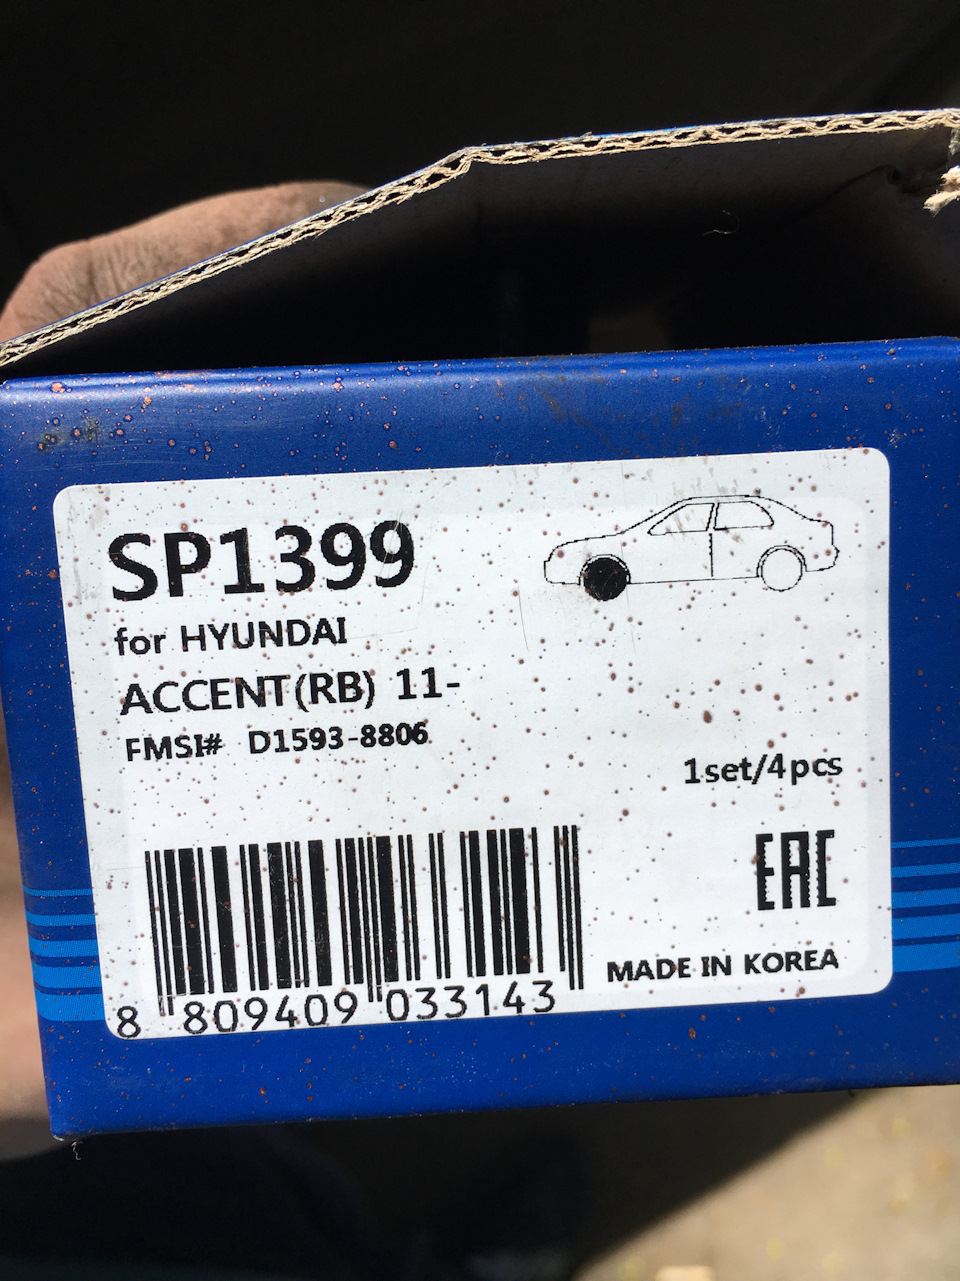 SP1399
for HYUNDAI
ACCENT(RB) 11-
FMSI# D1593-8806
1set/4pcs
EAC
MADE IN KOREA
8 809409 033143